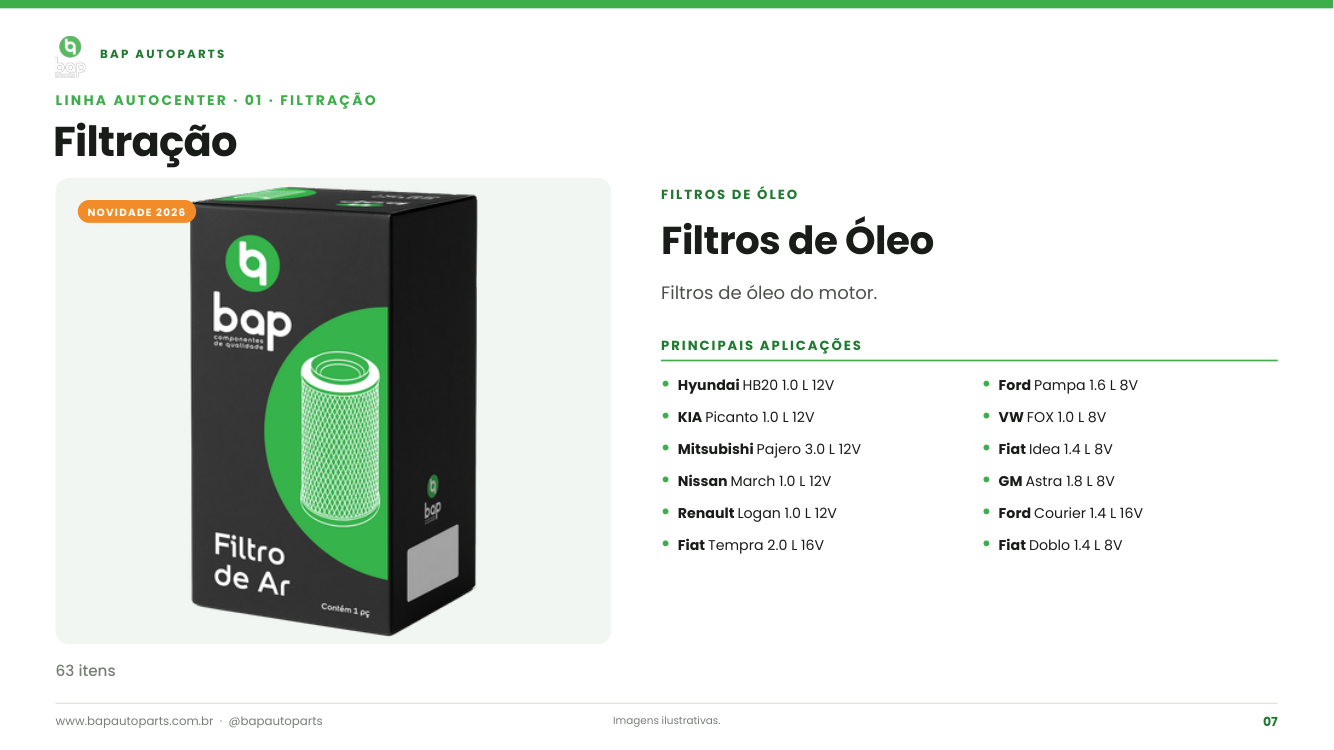 bap
BAP AUTOPARTS
LINHA AUTOCENTER · 01 · FILTRAÇÃO
Filtração
NOVIDADE 2026
bap
componentes
de qualidade
bap
Filtro
de Ar
Contém 1 pç
63 itens
FILTROS DE ÓLEO
Filtros de Óleo
Filtros de óleo do motor.
PRINCIPAIS APLICAÇÕES
• Hyundai HB20 1.0 L 12V
• KIA Picanto 1.0 L 12V
• Mitsubishi Pajero 3.0 L 12V
• Nissan March 1.0 L 12V
• Renault Logan 1.0 L 12V
• Fiat Tempra 2.0 L 16V
• Ford Pampa 1.6 L 8V
• VW FOX 1.0 L 8V
• Fiat Idea 1.4 L 8V
• GM Astra 1.8 L 8V
• Ford Courier 1.4 L 16V
• Fiat Doblo 1.4 L 8V
www.bapautoparts.com.br · @bapautoparts
Imagens ilustrativas.
07